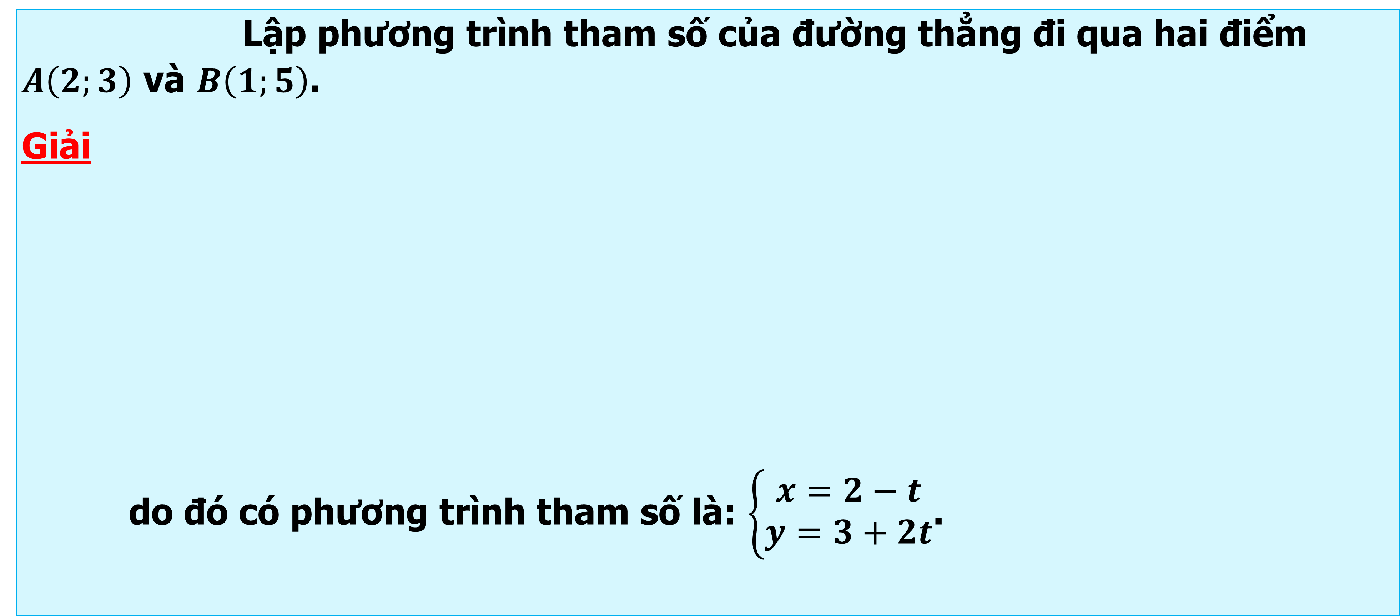 Lập phương trình tham số của đường thẳng đi qua hai điểm
A(2; 3) và B(1; 5).
Giải
do đó có phương trình tham số là: { x = 2 − t
y = 3 + 2t .